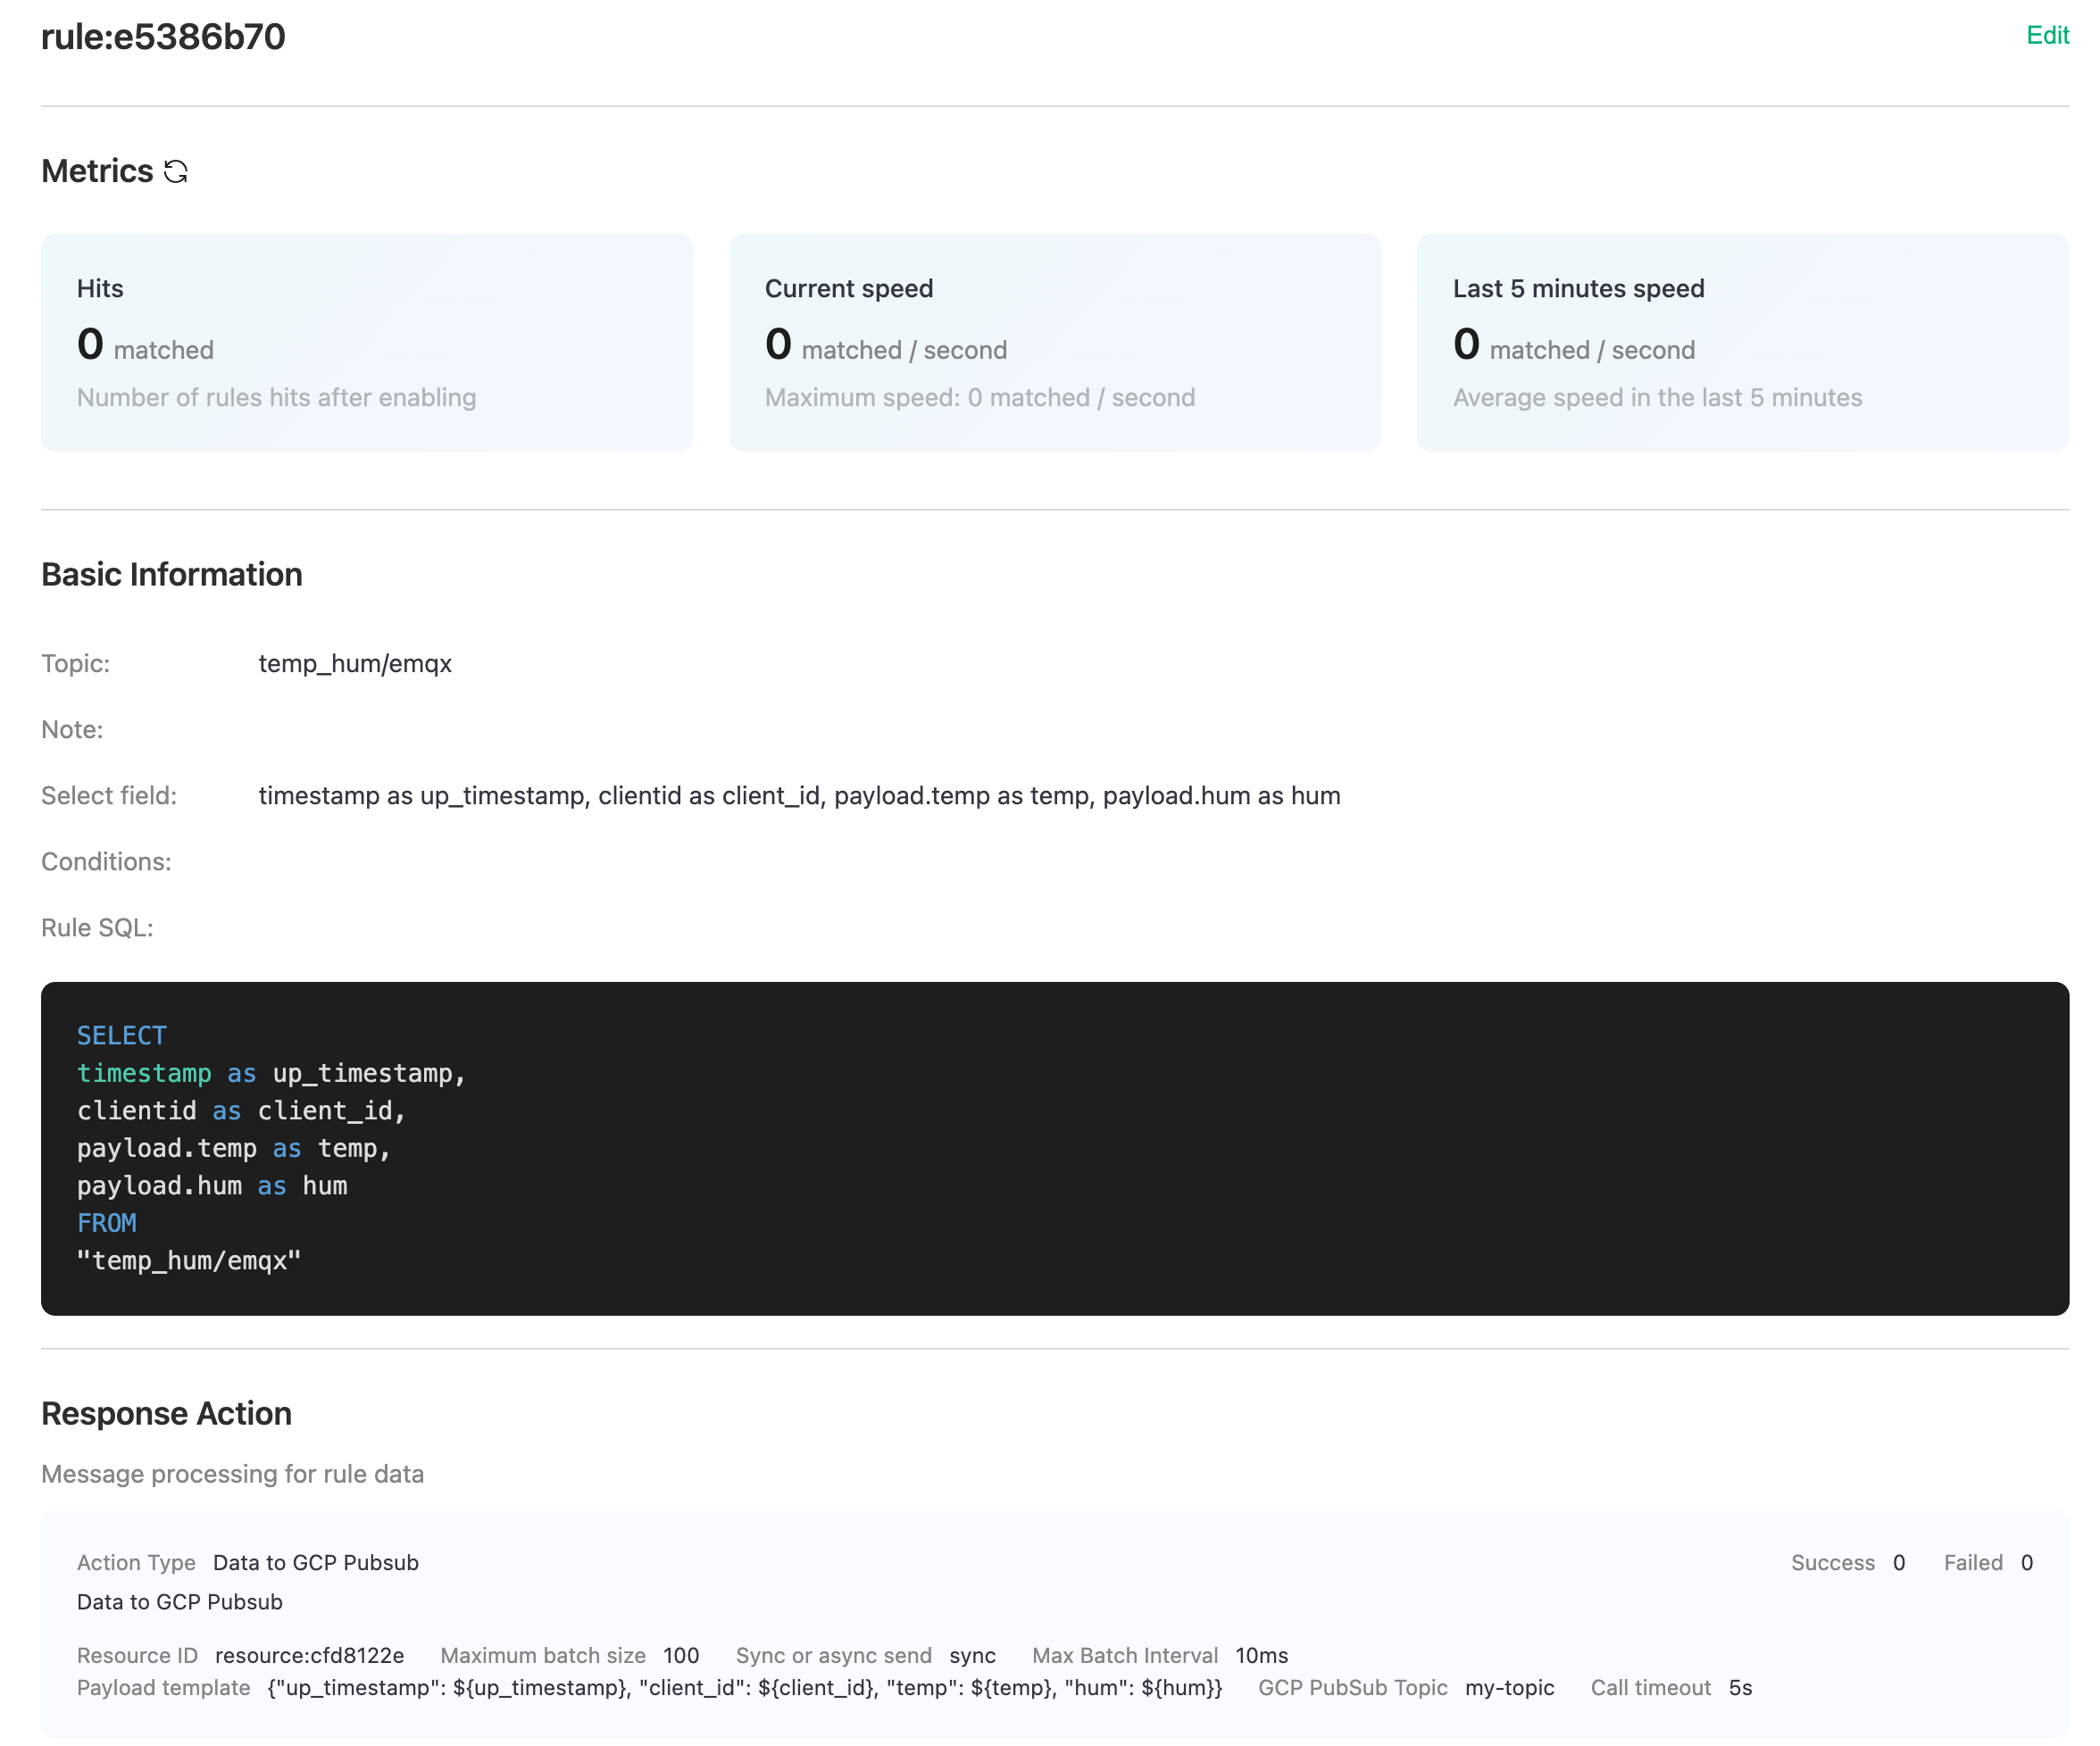 rule:e5386b70
Edit
Metrics
Hits
0 matched
Number of rules hits after enabling
Current speed
0 matched / second
Maximum speed: 0 matched / second
Last 5 minutes speed
0 matched / second
Average speed in the last 5 minutes
Basic Information
Topic: temp_hum/emqx
Note:
Select field: timestamp as up_timestamp, clientid as client_id, payload.temp as temp, payload.hum as hum
Conditions:
Rule SQL:
SELECT
timestamp as up_timestamp,
clientid as client_id,
payload.temp as temp,
payload.hum as hum
FROM
"temp_hum/emqx"
Response Action
Message processing for rule data
Action Type Data to GCP Pubsub Success 0 Failed 0
Data to GCP Pubsub
Resource ID resource:cfd8122e Maximum batch size 100 Sync or async send sync Max Batch Interval 10ms
Payload template {"up_timestamp": ${up_timestamp}, "client_id": ${client_id}, "temp": ${temp}, "hum": ${hum}} GCP PubSub Topic my-topic Call timeout 5s